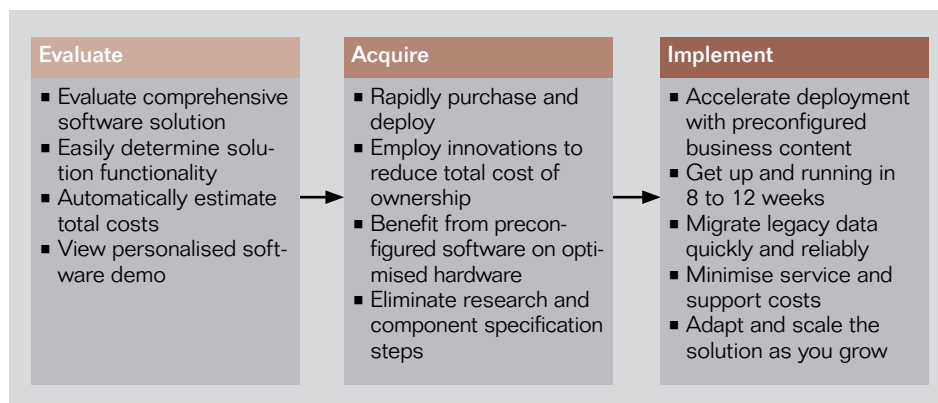 Evaluate
■ Evaluate comprehensive
software solution
■ Easily determine solu-
tion functionality
■ Automatically estimate
total costs
■ View personalised soft-
ware demo
Acquire
■ Rapidly purchase and
deploy
■ Employ innovations to
reduce total cost of
ownership
■ Benefit from precon-
figured software on opti-
mised hardware
■ Eliminate research and
component specification
steps
Implement
■ Accelerate deployment
with preconfigured
business content
■ Get up and running in
8 to 12 weeks
■ Migrate legacy data
quickly and reliably
■ Minimise service and
support costs
■ Adapt and scale the
solution as you grow